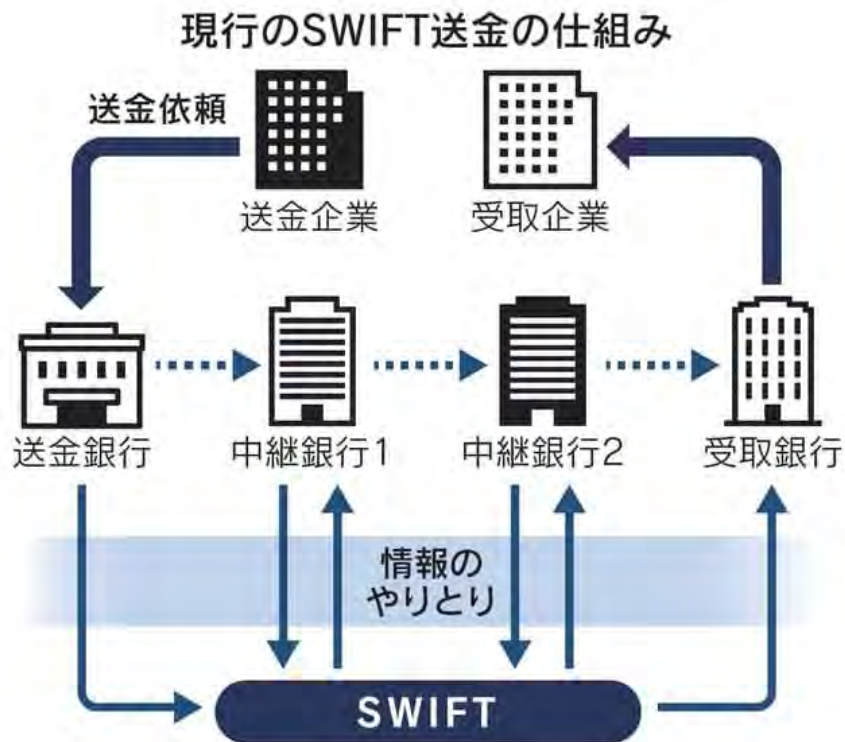 現行のSWIFT送金の仕組み
送金依頼
送金企業
受取企業
送金銀行
中継銀行1
中継銀行2
受取銀行
情報の
やりとり
SWIFT